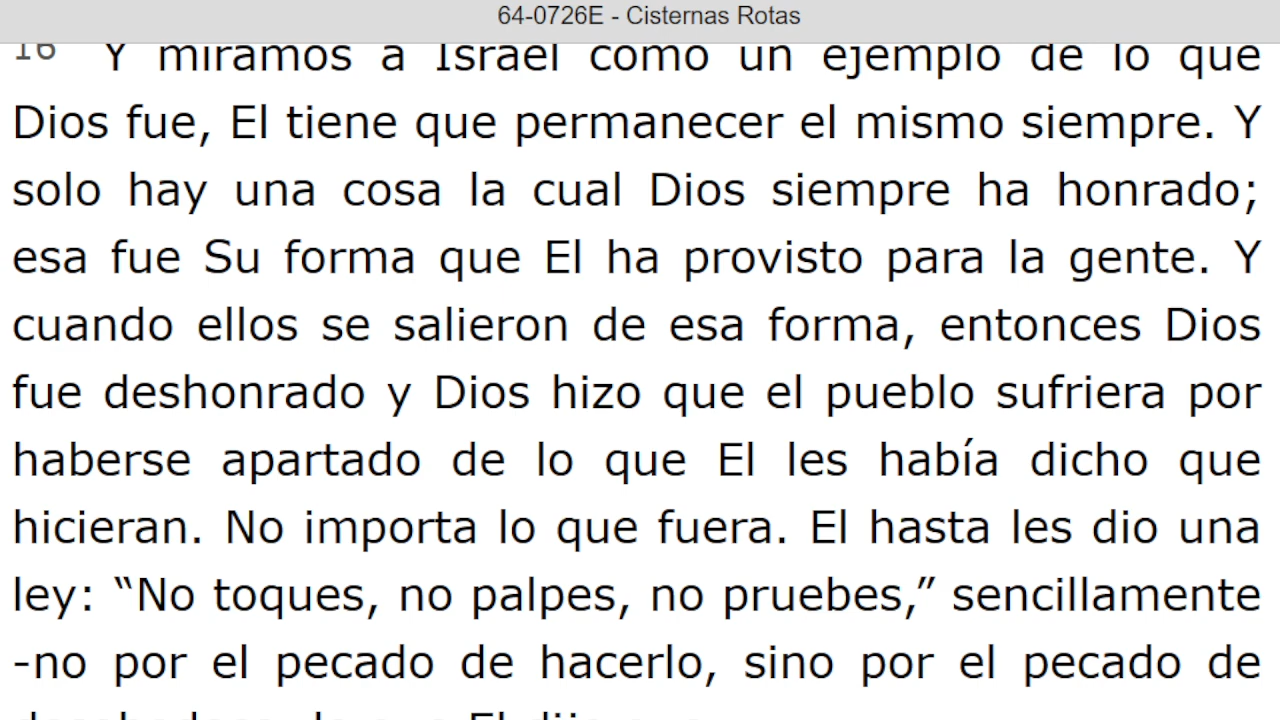 64-0726E - Cisternas Rotas
16 Y miramos a Israel como un ejemplo de lo que
Dios fue, El tiene que permanecer el mismo siempre. Y
solo hay una cosa la cual Dios siempre ha honrado;
esa fue Su forma que El ha provisto para la gente. Y
cuando ellos se salieron de esa forma, entonces Dios
fue deshonrado y Dios hizo que el pueblo sufriera por
haberse apartado de lo que El les había dicho que
hicieran. No importa lo que fuera. El hasta les dio una
ley: “No toques, no palpes, no pruebes,” sencillamente
-no por el pecado de hacerlo, sino por el pecado de